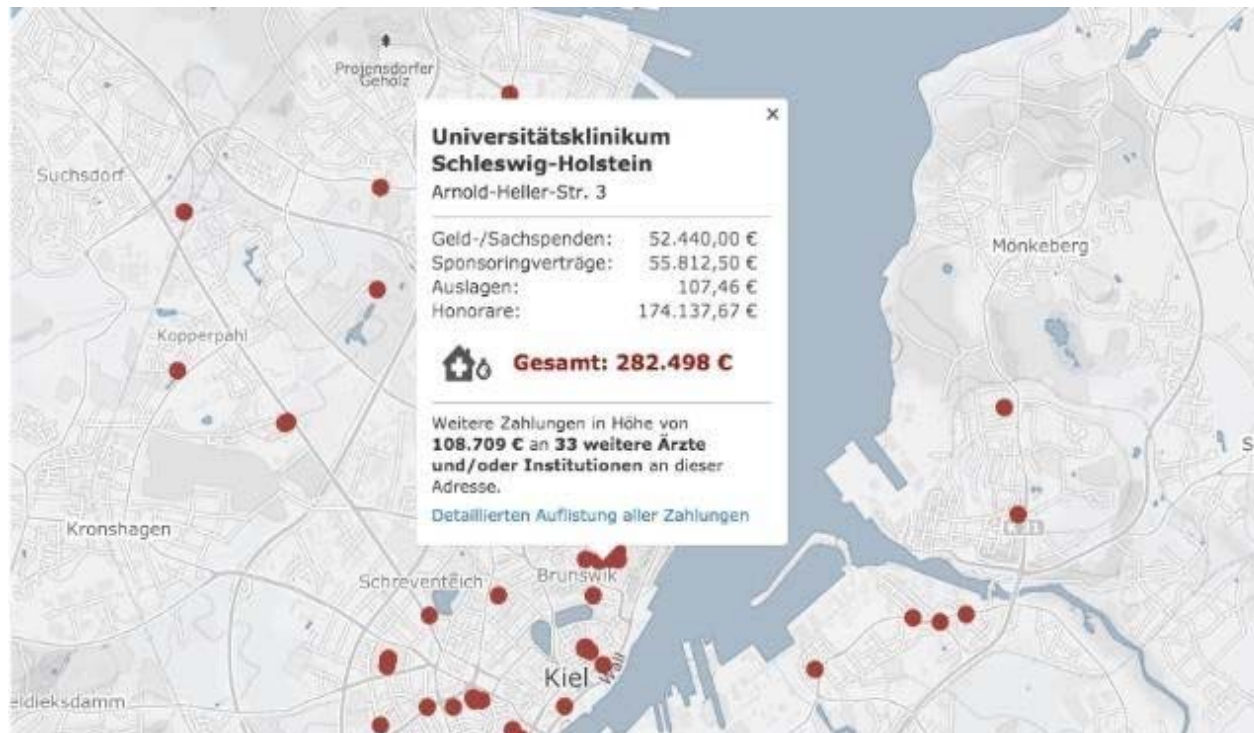 Projensdorfer
Gehölz
×
Universitätsklinikum
Schleswig-Holstein
Arnold-Heller-Str. 3
Geld-/Sachspenden: 52.440,00 €
Sponsoringverträge: 55.812,50 €
Auslagen: 107,46 €
Honorare: 174.137,67 €
Gesamt: 282.498 €
Weitere Zahlungen in Höhe von
108.709 € an 33 weitere Ärzte
und/oder Institutionen an dieser
Adresse.
Detaillierten Auflistung aller Zahlungen
Suchsdorf
Mönkeberg
Kopperpahl
S
Kronshagen
Schreventeich
Brunswik
Kiel
Wall
eldieksdamm